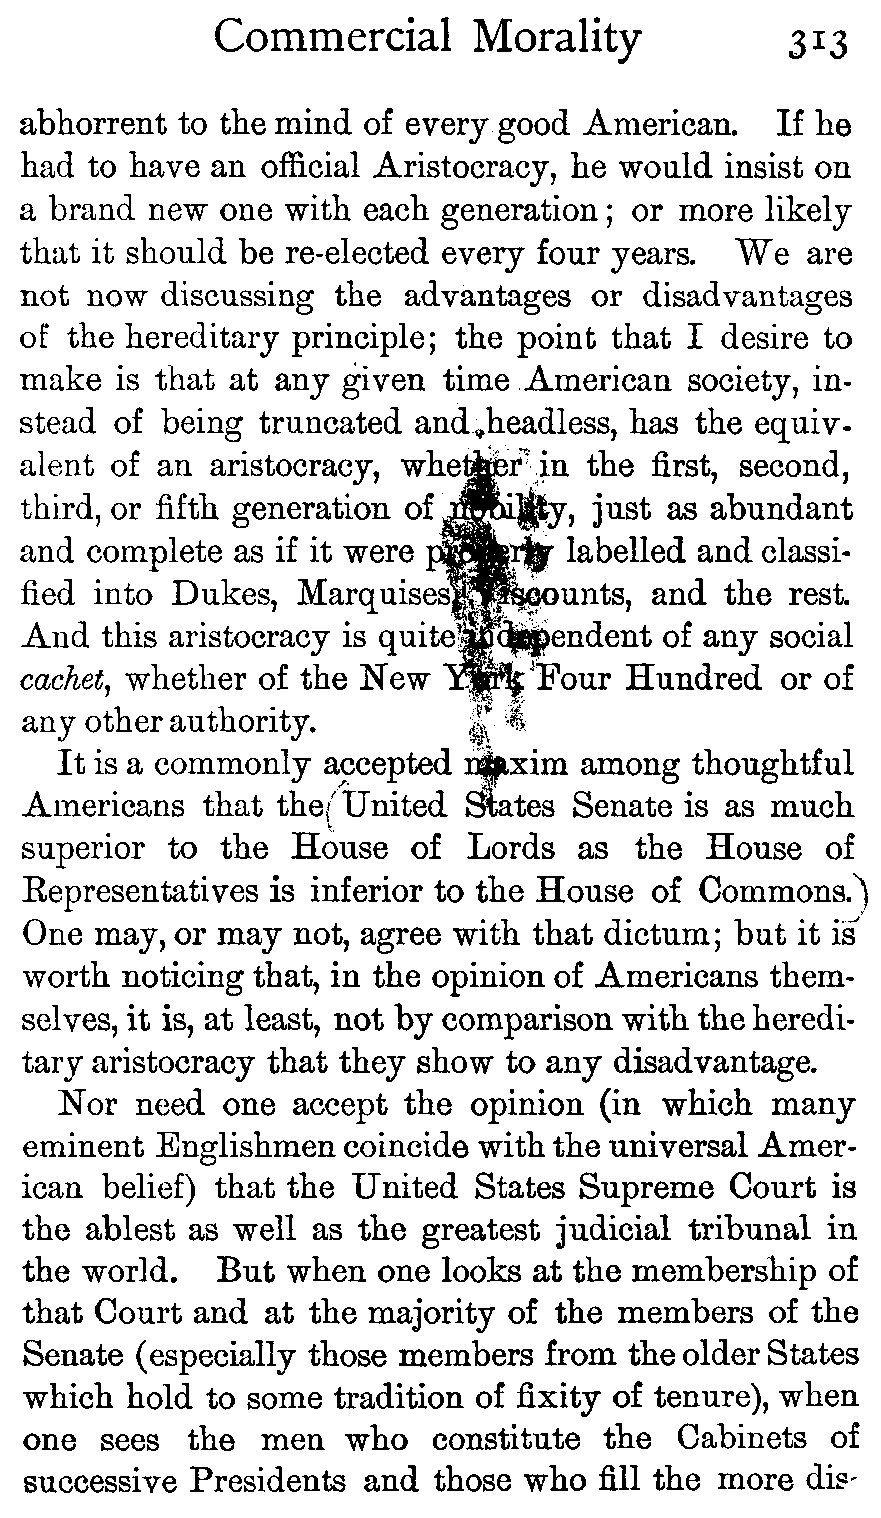 Commercial Morality 313
abhorrent to the mind of every good American. If he
had to have an official Aristocracy, he would insist on
a brand new one with each generation; or more likely
that it should be re-elected every four years. We are
not now discussing the advantages or disadvantages
of the hereditary principle; the point that I desire to
make is that at any given time American society, in-
stead of being truncated and headless, has the equiv-
alent of an aristocracy, whether in the first, second,
third, or fifth generation of nobility, just as abundant
and complete as if it were properly labelled and classi-
fied into Dukes, Marquises, Viscounts, and the rest.
And this aristocracy is quite independent of any social
cachet, whether of the New York Four Hundred or of
any other authority.
It is a commonly accepted maxim among thoughtful
Americans that the United States Senate is as much
superior to the House of Lords as the House of
Representatives is inferior to the House of Commons.
One may, or may not, agree with that dictum; but it is
worth noticing that, in the opinion of Americans them-
selves, it is, at least, not by comparison with the heredi-
tary aristocracy that they show to any disadvantage.
Nor need one accept the opinion (in which many
eminent Englishmen coincide with the universal Amer-
ican belief) that the United States Supreme Court is
the ablest as well as the greatest judicial tribunal in
the world. But when one looks at the membership of
that Court and at the majority of the members of the
Senate (especially those members from the older States
which hold to some tradition of fixity of tenure), when
one sees the men who constitute the Cabinets of
successive Presidents and those who fill the more dis-